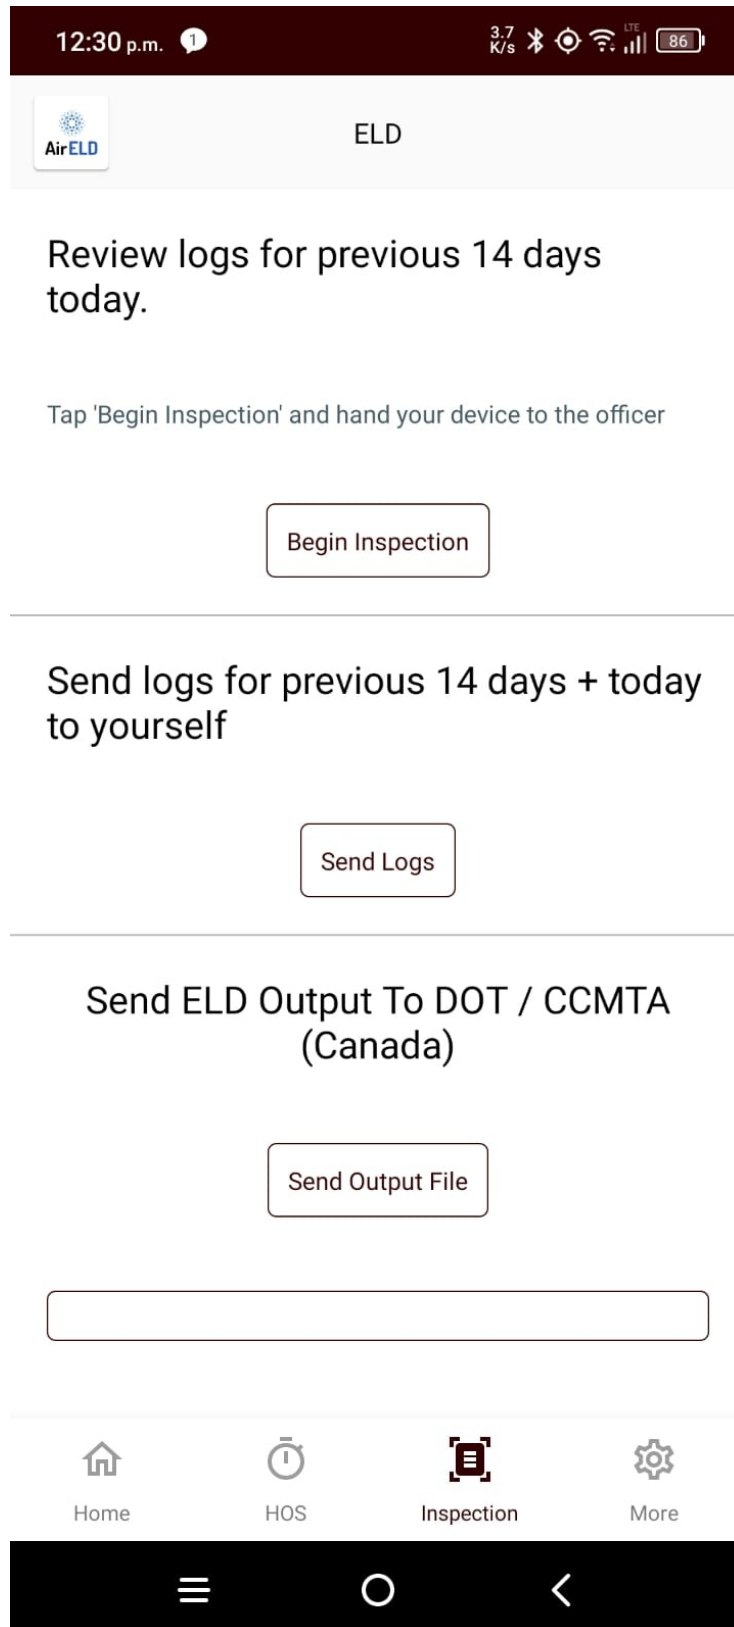 12:30 p.m. 1 3.7 K/s LTE 86
AirELD
ELD
Review logs for previous 14 days
today.
Tap 'Begin Inspection' and hand your device to the officer
Begin Inspection
Send logs for previous 14 days + today
to yourself
Send Logs
Send ELD Output To DOT / CCMTA
(Canada)
Send Output File
Home HOS Inspection More